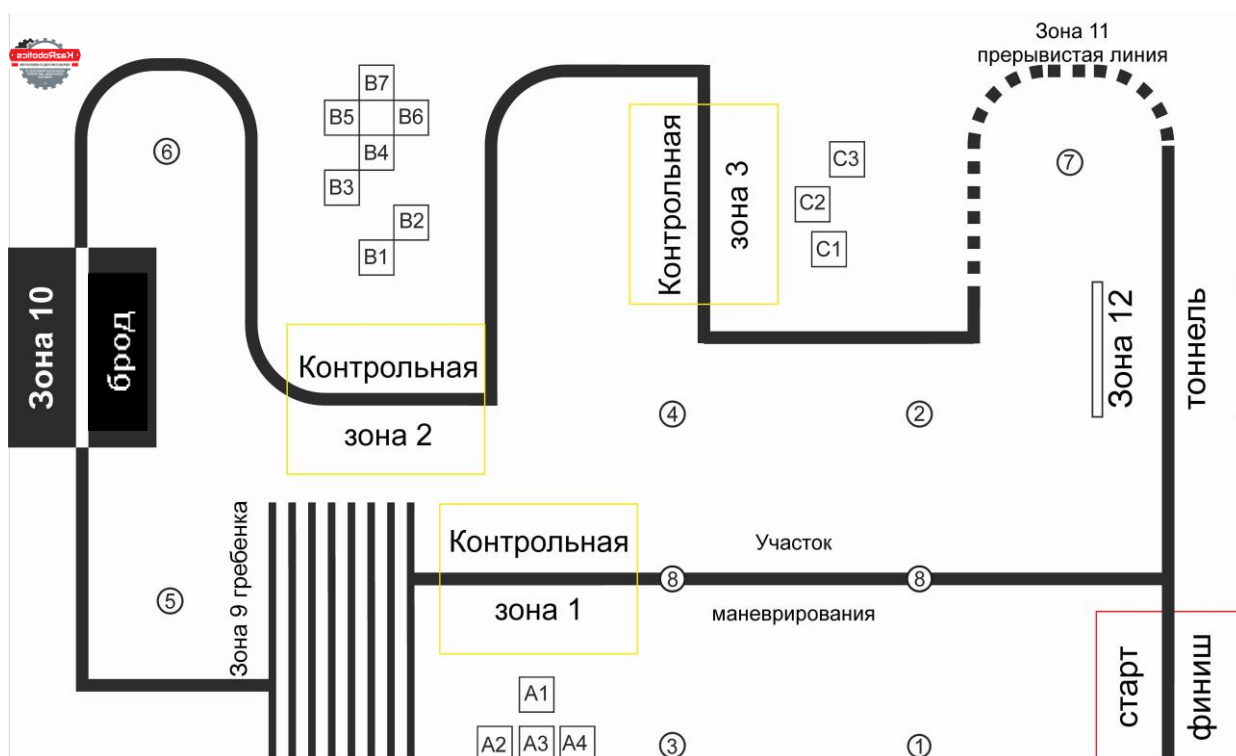 Зона 11
прерывистая линия
KazRobotics
B7
B5
B6
B4
B3
B2
B1
6
Контрольная
зона 3
C3
C2
C1
7
Зона 10
брод
Контрольная
зона 2
4
2
Зона 12
тоннель
Зона 9 гребенка
5
Контрольная
зона 1
Участок
8
8
маневрирования
старт
финиш
A1
A2
A3
A4
3
1